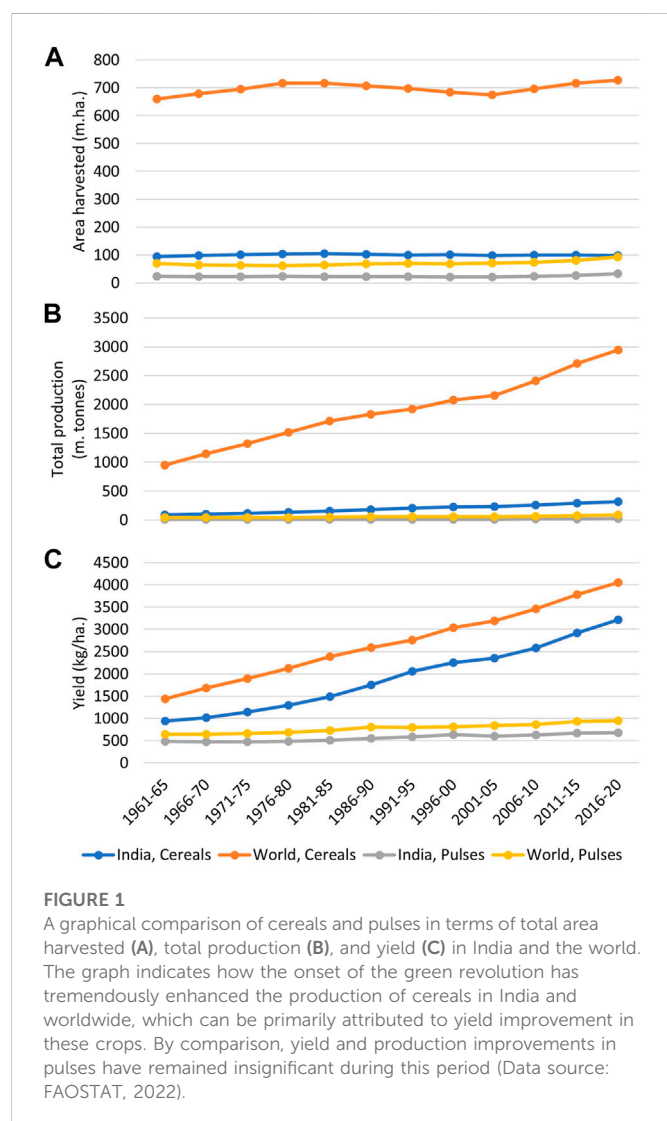 A
Area harvested (m.ha.)
800
700
600
500
400
300
200
100
0
B
Total production
(m. tonnes)
3500
3000
2500
2000
1500
1000
500
0
C
Yield (kg/ha.)
4500
4000
3500
3000
2500
2000
1500
1000
500
0
1961-65
1966-70
1971-75
1976-80
1981-85
1986-90
1991-95
1996-00
2001-05
2006-10
2011-15
2016-20
India, Cereals
World, Cereals
India, Pulses
World, Pulses
FIGURE 1
A graphical comparison of cereals and pulses in terms of total area
harvested (A), total production (B), and yield (C) in India and the world.
The graph indicates how the onset of the green revolution has
tremendously enhanced the production of cereals in India and
worldwide, which can be primarily attributed to yield improvement in
these crops. By comparison, yield and production improvements in
pulses have remained insignificant during this period (Data source:
FAOSTAT, 2022).